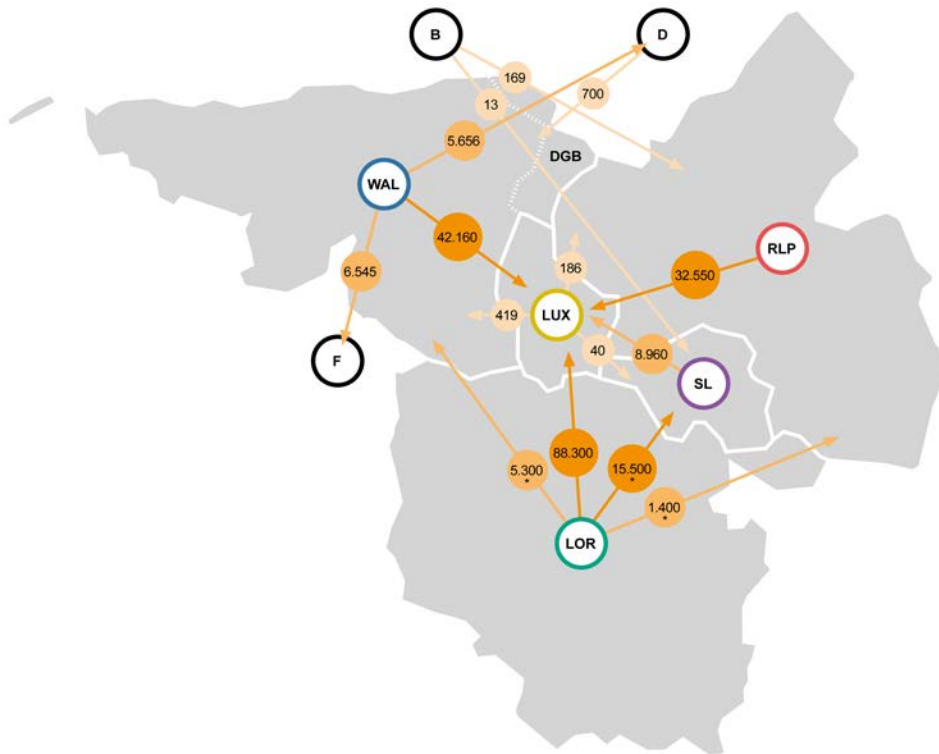 B
D
169
700
13
5.656
DGB
WAL
42.160
RLP
6.545
186
32.550
419
LUX
40
8.960
F
SL
88.300
5.300
*
15.500
*
1.400
*
LOR